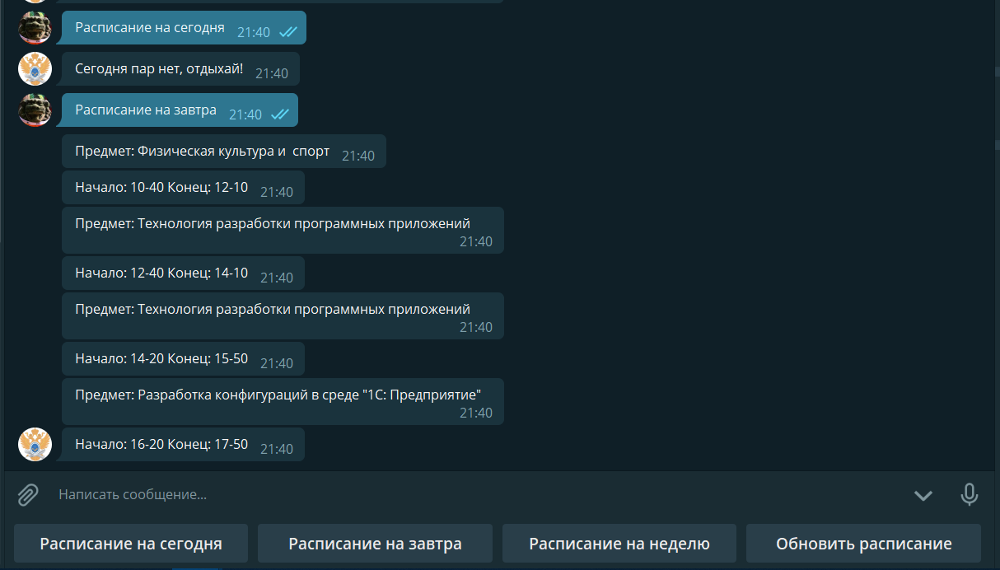 Расписание на сегодня 21:40
Сегодня пар нет, отдыхай! 21:40
Расписание на завтра 21:40
Предмет: Физическая культура и  спорт 21:40
Начало: 10-40 Конец: 12-10 21:40
Предмет: Технология разработки программных приложений
21:40
Начало: 12-40 Конец: 14-10 21:40
Предмет: Технология разработки программных приложений
21:40
Начало: 14-20 Конец: 15-50 21:40
Предмет: Разработка конфигураций в среде "1С: Предприятие"
21:40
Начало: 16-20 Конец: 17-50 21:40
Написать сообщение...
Расписание на сегодня Расписание на завтра Расписание на неделю Обновить расписание